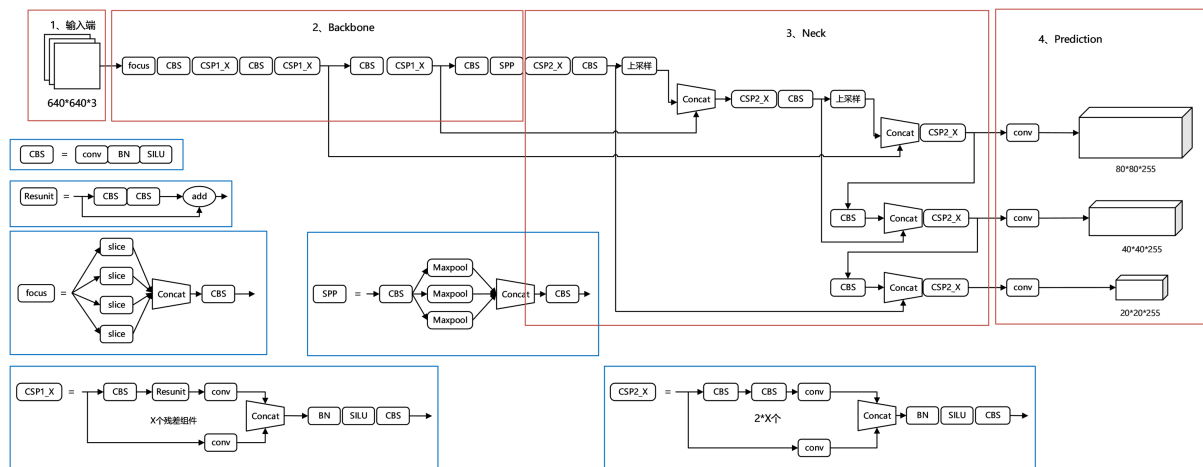 1、输入端
640*640*3
2、Backbone
focus CBS CSP1_X CBS CSP1_X CBS CSP1_X CBS SPP
3、Neck
CSP2_X CBS 上采样
Concat CSP2_X CBS 上采样
Concat CSP2_X
CBS Concat CSP2_X
CBS Concat CSP2_X
4、Prediction
conv
80*80*255
conv
40*40*255
conv
20*20*255
CBS = conv BN SILU
Resunit = CBS CBS add
focus =
slice
slice
slice
slice
Concat CBS
SPP = CBS
Maxpool
Maxpool
Maxpool
Concat CBS
CSP1_X = CBS Resunit conv
X个残差组件
conv
Concat BN SILU CBS
CSP2_X = CBS CBS conv
2*X个
conv
Concat BN SILU CBS